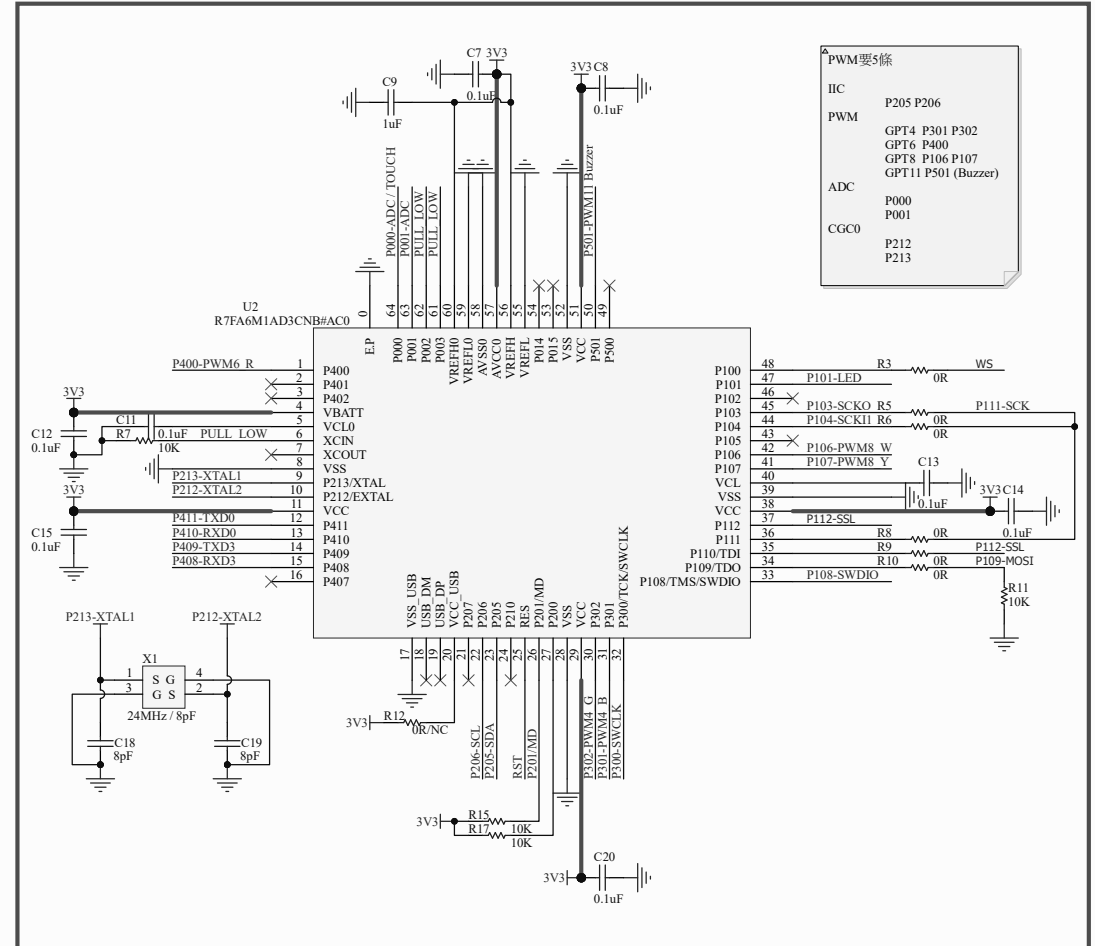 C7 3V3
0.1uF
C9
1uF
3V3 C8
0.1uF
PWM要5條
IIC
P205 P206
PWM
GPT4 P301 P302
GPT6 P400
GPT8 P106 P107
GPT11 P501 (Buzzer)
ADC
P000
P001
CGC0
P212
P213
P000-ADC / TOUCH
P001-ADC
PULL LOW
PULL LOW
P501-PWM11 Buzzer
U2
R7FA6M1AD3CNB#AC0
0 E.P
64 P000
63 P001
62 P002
61 P003
60 VREFH0
59 VREFL0
58 AVSS0
57 AVCC0
56 VREFH
55 VREFL
54 P014
53 P015
52 VSS
51 VCC
50 P501
49 P500
P400-PWM6 R 1 P400
2 P401
3 P402
3V3
4 VBATT
C11
0.1uF
5 VCL0
C12
0.1uF
R7
10K
PULL LOW 6 XCIN
7 XCOUT
8 VSS
P213-XTAL1 9 P213/XTAL
P212-XTAL2 10 P212/EXTAL
3V3
11 VCC
C15
0.1uF
P411-TXD0 12 P411
P410-RXD0 13 P410
P409-TXD3 14 P409
P408-RXD3 15 P408
16 P407
P100 48 R3 0R WS
P101 47 P101-LED
P102 46
P103 45 P103-SCKO R5 0R P111-SCK
P104 44 P104-SCKI1 R6 0R
P105 43
P106 42 P106-PWM8 W
P107 41 P107-PWM8 Y
VCL 40
C13
0.1uF
VSS 39
VCC 38
3V3 C14
0.1uF
P112 37 P112-SSL
P111 36 R8 0R
P110/TDI 35 R9 0R P112-SSL
P109/TDO 34 R10 0R P109-MOSI
P108/TMS/SWDIO 33 P108-SWDIO
R11
10K
VSS_USB 17
USB_DM 18
USB_DP 19
VCC_USB 20
P207 21
P206 22
P205 23
P210 24
RES 25
P201/MD 26
P200 27
VSS 28
VCC 29
P302 30
P301 31
P300/TCK/SWCLK 32
P213-XTAL1
P212-XTAL2
X1
1 S G 4
3 G S 2
24MHz / 8pF
C18
8pF
C19
8pF
3V3 R12
0R/NC
P206-SCL
P205-SDA
RST
P201/MD
P302-PWM4 G
P301-PWM4 B
P300-SWCLK
3V3
R15
10K
R17
10K
3V3
C20
0.1uF